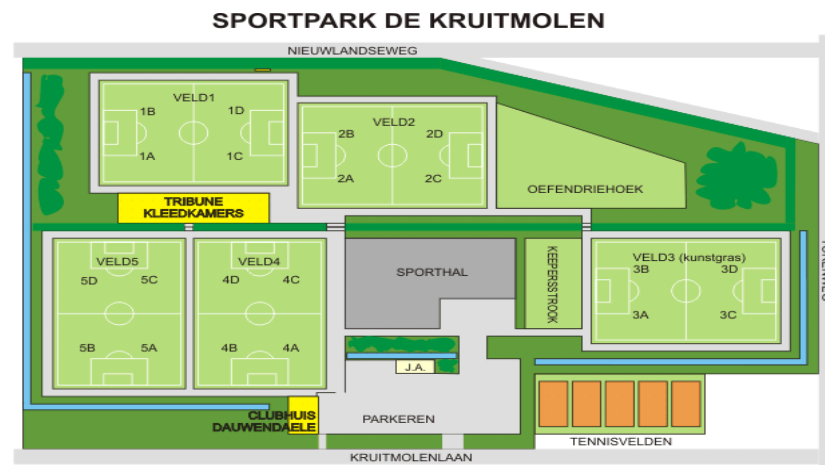 SPORTPARK DE KRUITMOLEN
NIEUWLANDSEWEG
VELD1
1B 1D
1A 1C
VELD2
2B 2D
2A 2C
OEFENDRIEHOEK
TRIBUNE
KLEEDKAMERS
VELD5
5D 5C
5B 5A
VELD4
4D 4C
4B 4A
SPORTHAL
KEEPERSSTROOK
VELD3 (kunstgras)
3B 3D
3A 3C
J.A.
CLUBHUIS
DAUWENDAELE
PARKEREN
TENNISVELDEN
KRUITMOLENLAAN